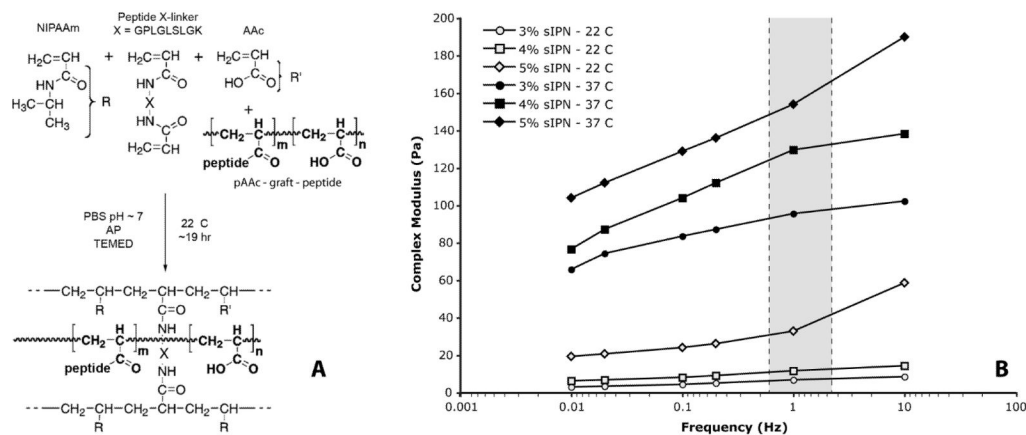 Peptide X-linker
NIPAAm X = GPLGLSLGK AAc
H₂C=CH + H₂C=CH + H₂C=CH
C=O C=O C=O
HN HN HO R'
CH–CH₃ R X +
H₃C HN C=O
H₂C=CH
CH₂–C–H m CH₂–C–H n
peptide C=O HO C=O
pAAc - graft - peptide
PBS pH ~ 7 22 C
AP ~19 hr
TEMED
CH₂–CH–CH₂–CH–CH₂–CH–CH₂
R C=O R'
NH
CH₂–C–H m CH₂–C–H n
peptide C=O X HO C=O
NH
C=O
CH₂–CH–CH₂–CH–CH₂–CH–CH₂
R R
A
Complex Modulus (Pa)
200
180
160
140
120
100
80
60
40
20
0
3% sIPN - 22 C
4% sIPN - 22 C
5% sIPN - 22 C
3% sIPN - 37 C
4% sIPN - 37 C
5% sIPN - 37 C
0.001 0.01 0.1 1 10 100
Frequency (Hz)
B